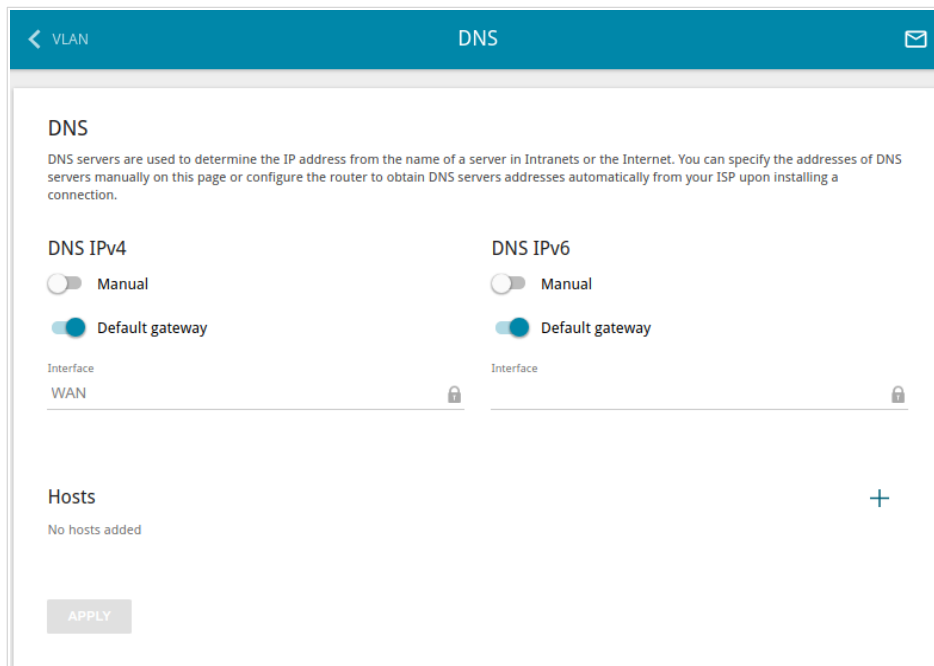 VLAN
DNS
DNS
DNS servers are used to determine the IP address from the name of a server in Intranets or the Internet. You can specify the addresses of DNS
servers manually on this page or configure the router to obtain DNS servers addresses automatically from your ISP upon installing a
connection.
DNS IPv4
Manual
Default gateway
Interface
WAN
DNS IPv6
Manual
Default gateway
Interface
Hosts
No hosts added
APPLY